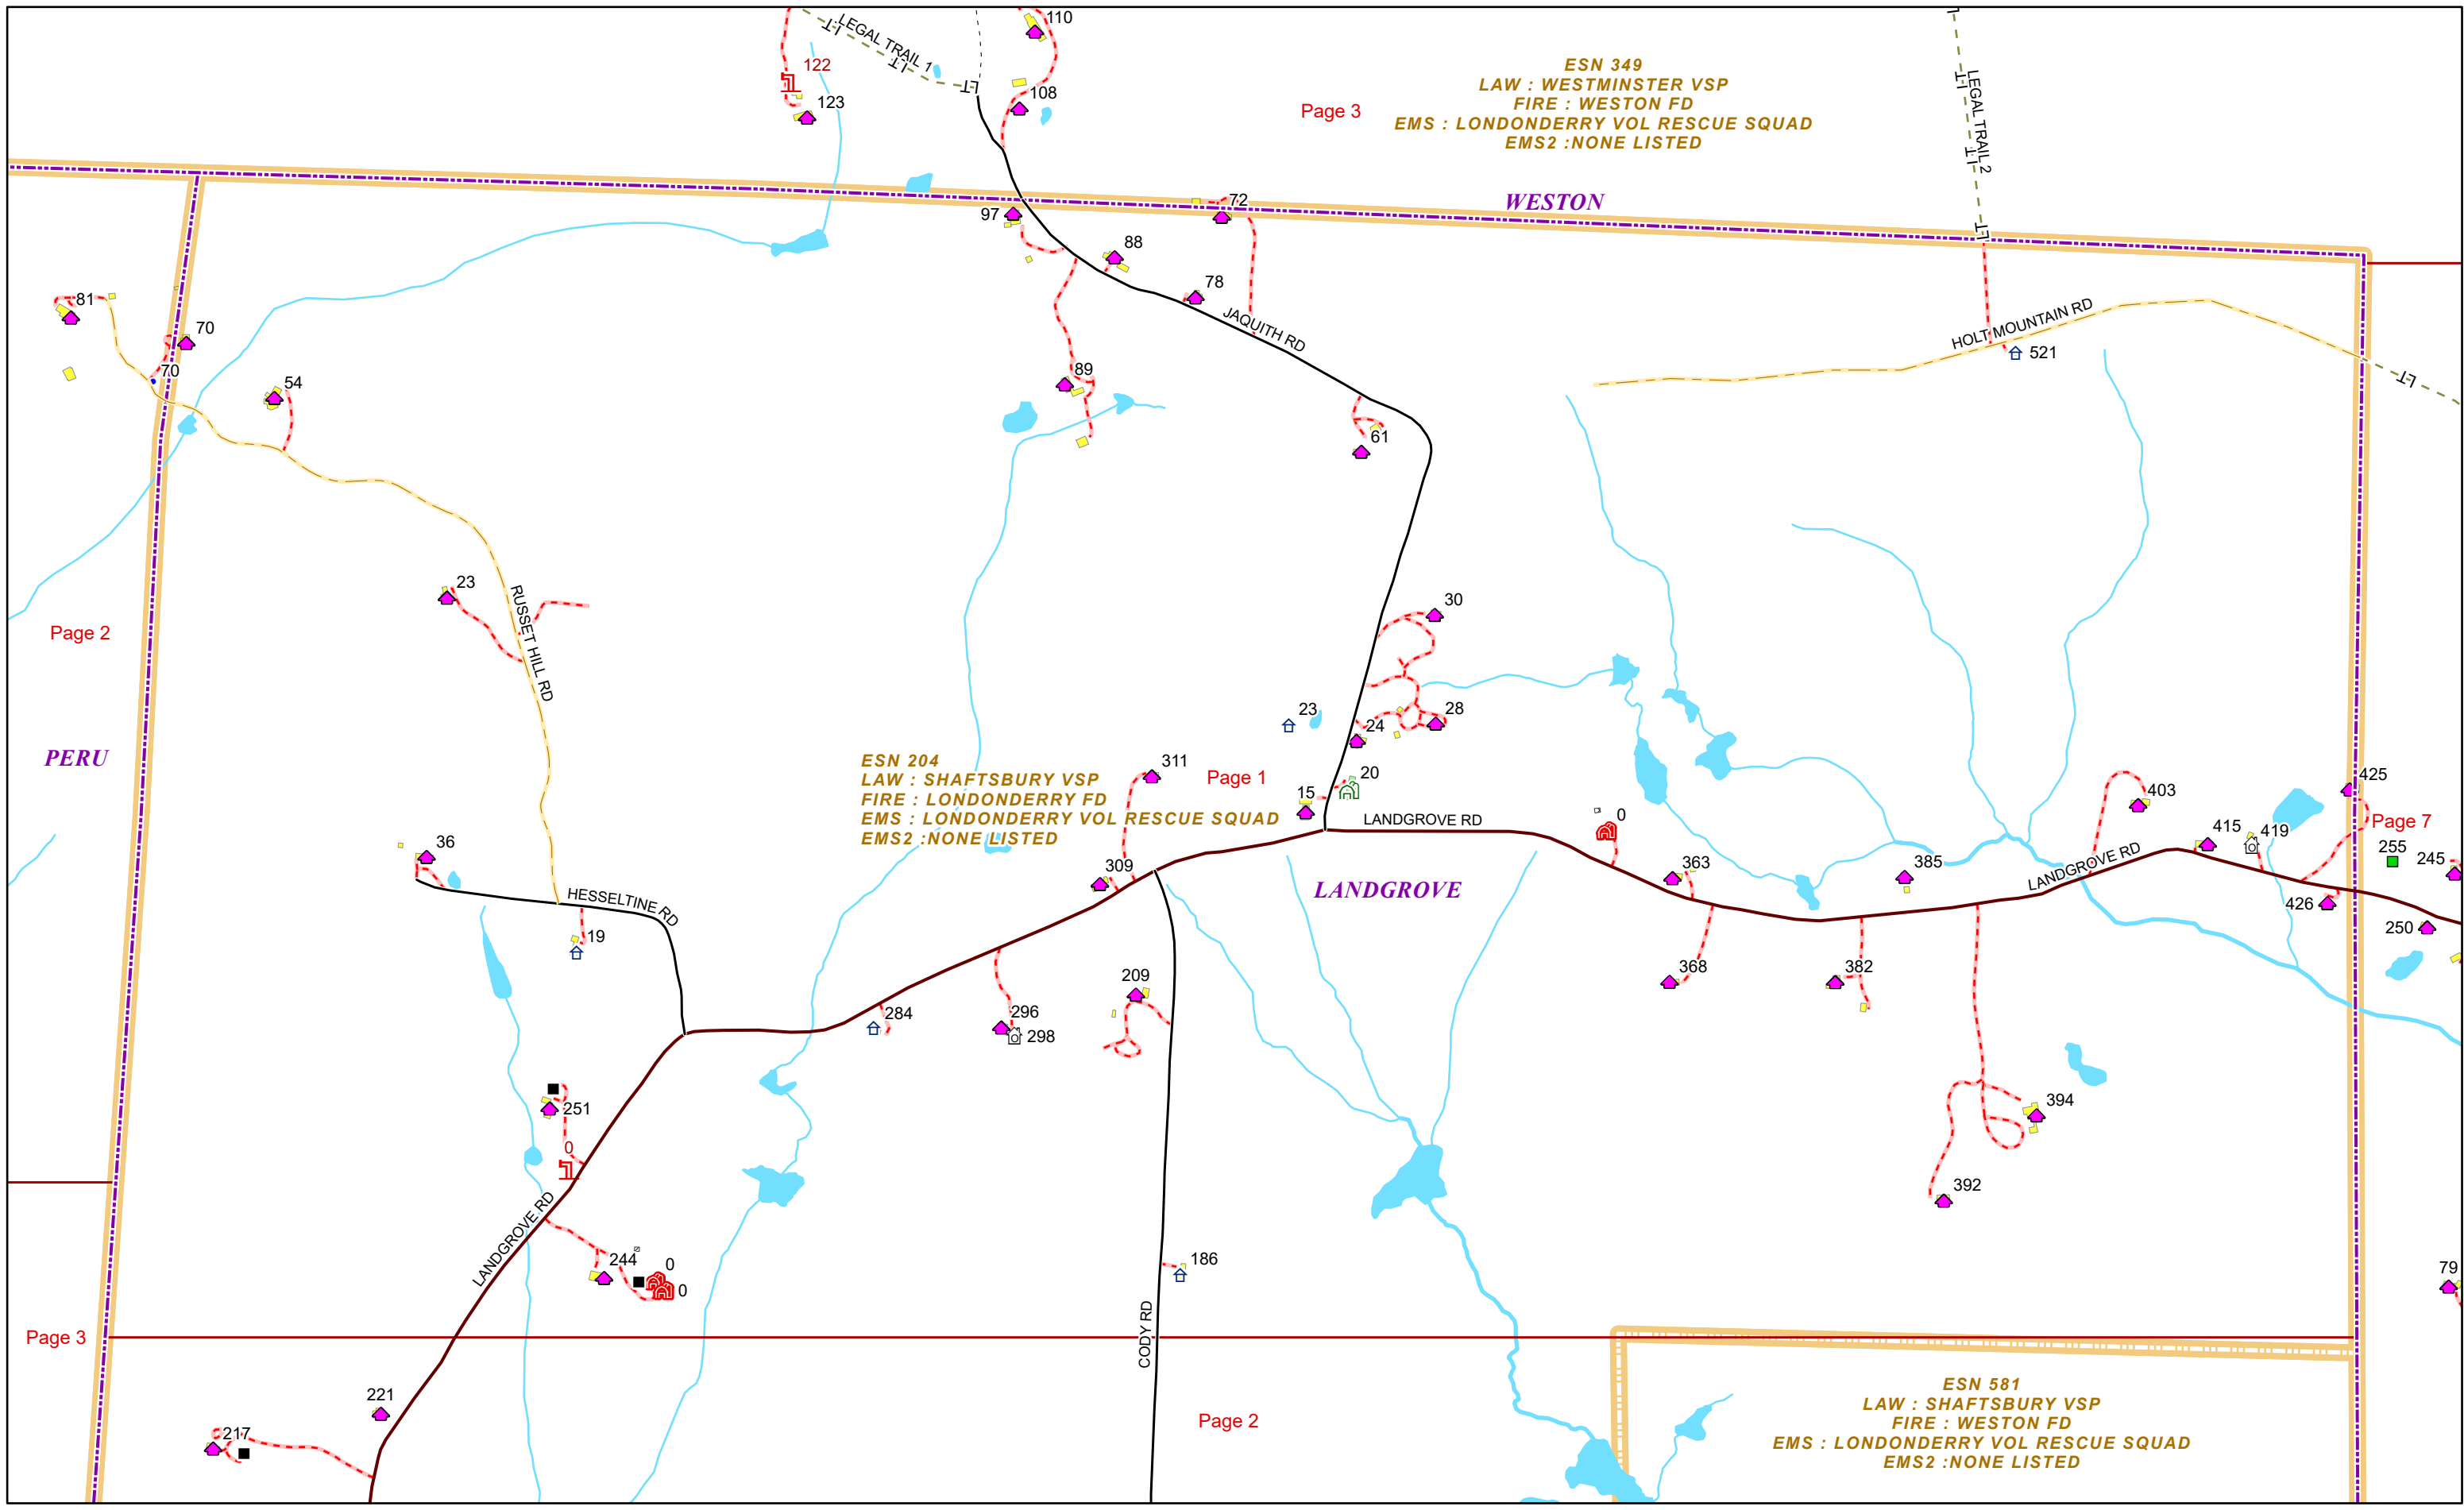 110
LEGAL TRAIL 1
LT
LT
LT
122
123
108
Page 3
ESN 349
LAW : WESTMINSTER VSP
FIRE : WESTON FD
EMS : LONDONDERRY VOL RESCUE SQUAD
EMS2 :NONE LISTED
LEGAL TRAIL 2
LT
LT
LT
WESTON
97
72
88
78
JAQUITH RD
81
70
70
54
89
61
HOLT MOUNTAIN RD
521
LT
23
RUSSET HILL RD
Page 2
PERU
30
23
28
24
20
15
311
Page 1
ESN 204
LAW : SHAFTSBURY VSP
FIRE : LONDONDERRY FD
EMS : LONDONDERRY VOL RESCUE SQUAD
EMS2 :NONE LISTED
LANDGROVE RD
0
425
403
Page 7
415
419
255
245
36
309
363
385
LANDGROVE RD
LANDGROVE
426
250
HESSELTINE RD
19
284
296
298
209
368
382
251
0
394
392
LANDGROVE RD
244
0
0
186
79
CODY RD
Page 3
221
217
Page 2
ESN 581
LAW : SHAFTSBURY VSP
FIRE : WESTON FD
EMS : LONDONDERRY VOL RESCUE SQUAD
EMS2 :NONE LISTED